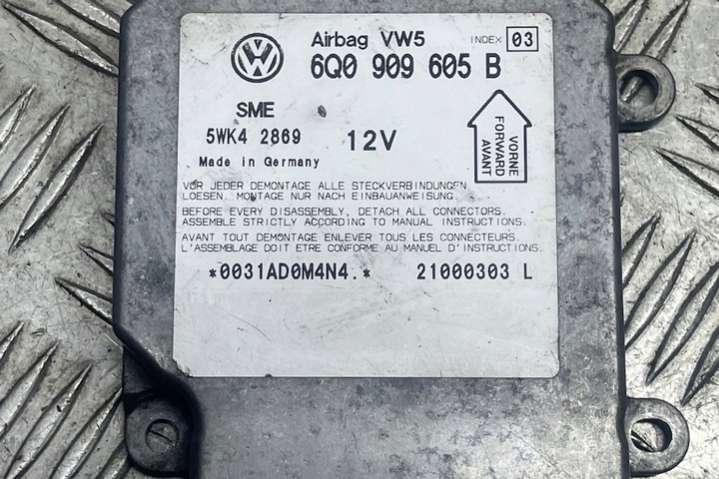 VW
Airbag VW5
INDEX 03
6Q0 909 605 B
SME
5WK4 2869
12V
Made in Germany
VORNE
FORWARD
AVANT
VOR JEDER DEMONTAGE ALLE STECKVERBINDUNGEN
LOESEN. MONTAGE NUR NACH EINBAUANWEISUNG.
BEFORE EVERY DISASSEMBLY, DETACH ALL CONNECTORS.
ASSEMBLE STRICTLY ACCORDING TO MANUAL INSTRUCTIONS.
AVANT TOUT DEMONTAGE ENLEVER TOUS LES CONNECTEURS.
L'ASSEMBLAGE DOIT ETRE CONFORME AU MANUEL D'INSTRUCTIONS.
*0031AD0M4N4.* 21000303 L